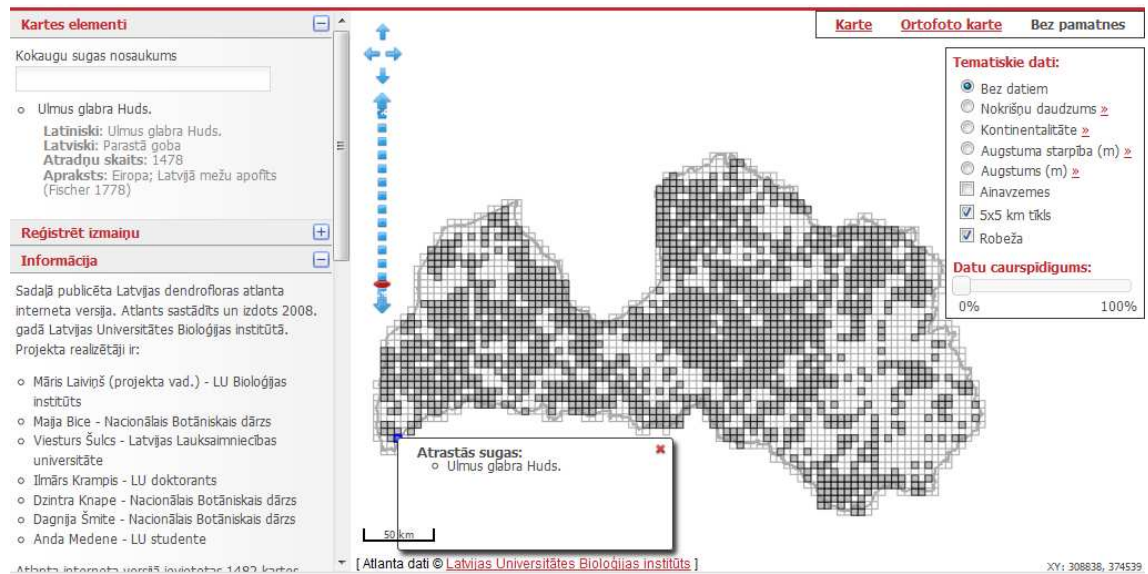 Kartes elementi
Kokaugu sugas nosaukums
Ulmus glabra Huds.
Latīniski: Ulmus glabra Huds.
Latviski: Parastā goba
Atradņu skaits: 1478
Apraksts: Eiropa; Latvijā mežu apofīts
(Fischer 1778)
Reģistrēt izmaiņu
Informācija
Sadaļā publicēta Latvijas dendrofloras atlanta
interneta versija. Atlants sastādīts un izdots 2008.
gadā Latvijas Universitātes Bioloģijas institūtā.
Projekta realizētāji ir:
Māris Laiviņš (projekta vad.) - LU Bioloģijas
institūts
Maija Bice - Nacionālais Botāniskais dārzs
Viesturs Šulcs - Latvijas Lauksaimniecības
universitāte
Ilmārs Krampis - LU doktorants
Dzintra Knape - Nacionālais Botāniskais dārzs
Dagnija Šmite - Nacionālais Botāniskais dārzs
Anda Medene - LU studente
Atlanta interneta versijā ievietotas 1482 kartes
Karte Ortofoto karte Bez pamatnes
Tematiskie dati:
Bez datiem
Nokrišņu daudzums »
Kontinentalitāte »
Augstuma starpība (m) »
Augstums (m) »
Ainavzemes
5x5 km tīkls
Robeža
Datu caurspīdīgums:
0% 100%
Atrastās sugas:
Ulmus glabra Huds.
50 km
[ Atlanta dati © Latvijas Universitātes Bioloģijas institūts ]
XY: 308838, 374539